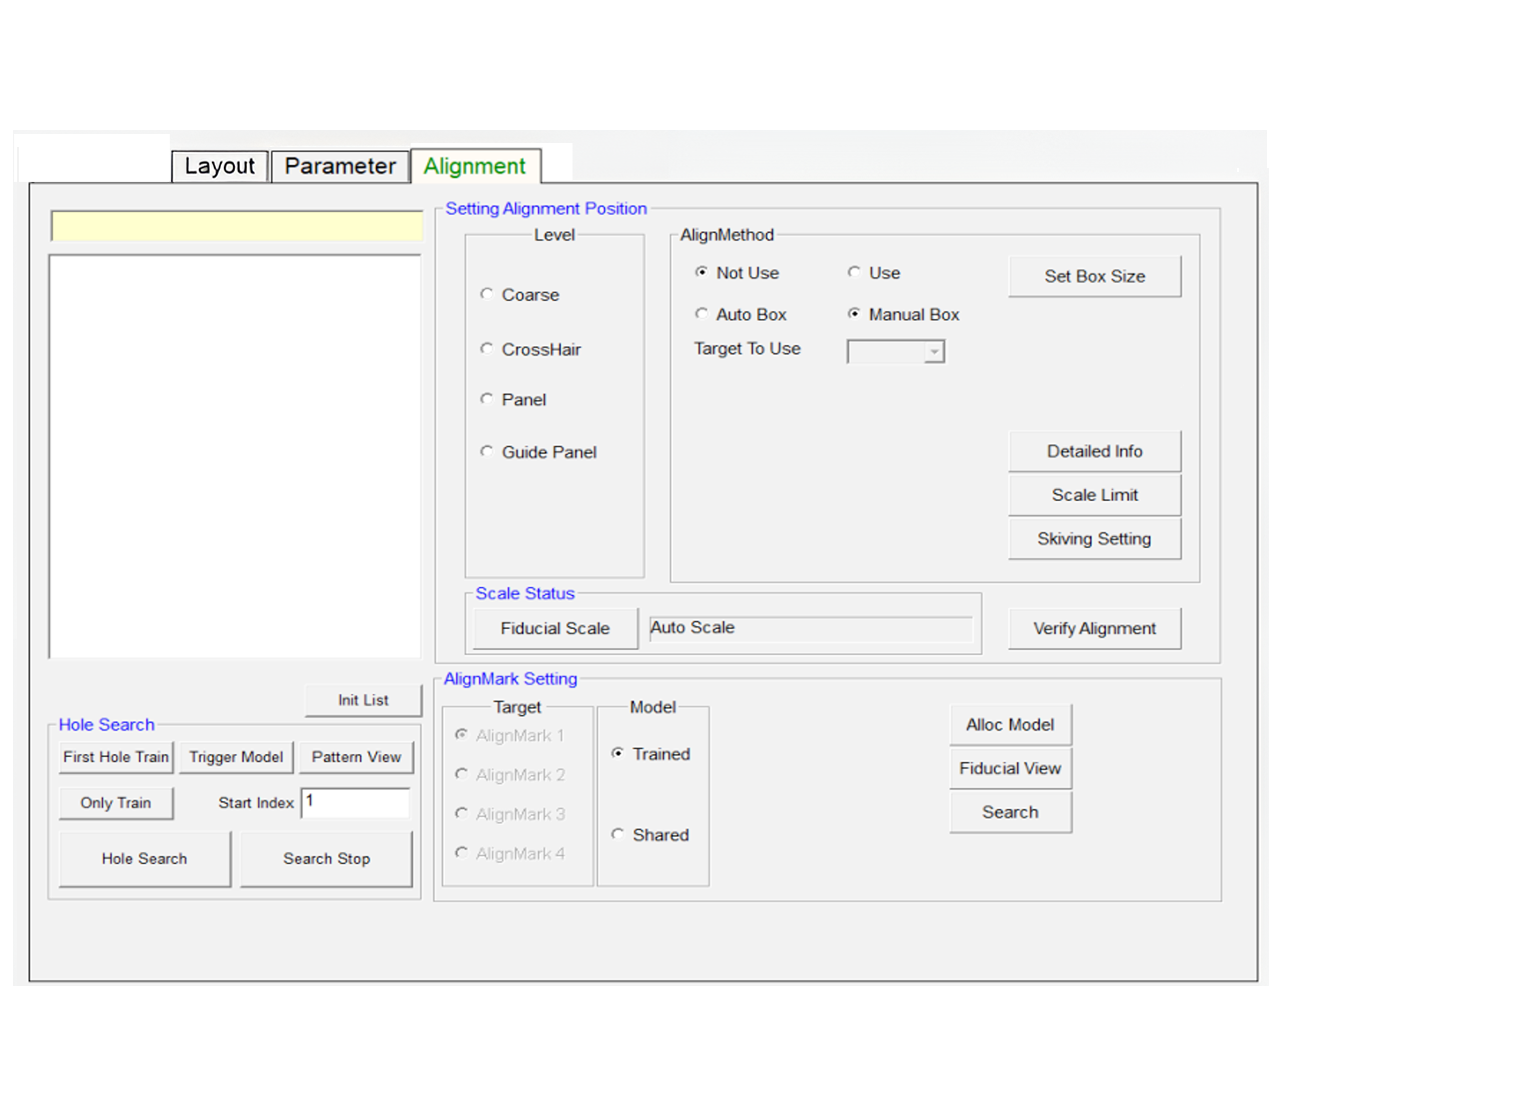 Layout
Parameter
Alignment
Setting Alignment Position
Level
Coarse
CrossHair
Panel
Guide Panel
AlignMethod
Not Use
Use
Set Box Size
Auto Box
Manual Box
Target To Use
Detailed Info
Scale Limit
Skiving Setting
Scale Status
Fiducial Scale
Auto Scale
Verify Alignment
Init List
Hole Search
First Hole Train
Trigger Model
Pattern View
Only Train
Start Index
1
Hole Search
Search Stop
AlignMark Setting
Target
AlignMark 1
AlignMark 2
AlignMark 3
AlignMark 4
Model
Trained
Shared
Alloc Model
Fiducial View
Search